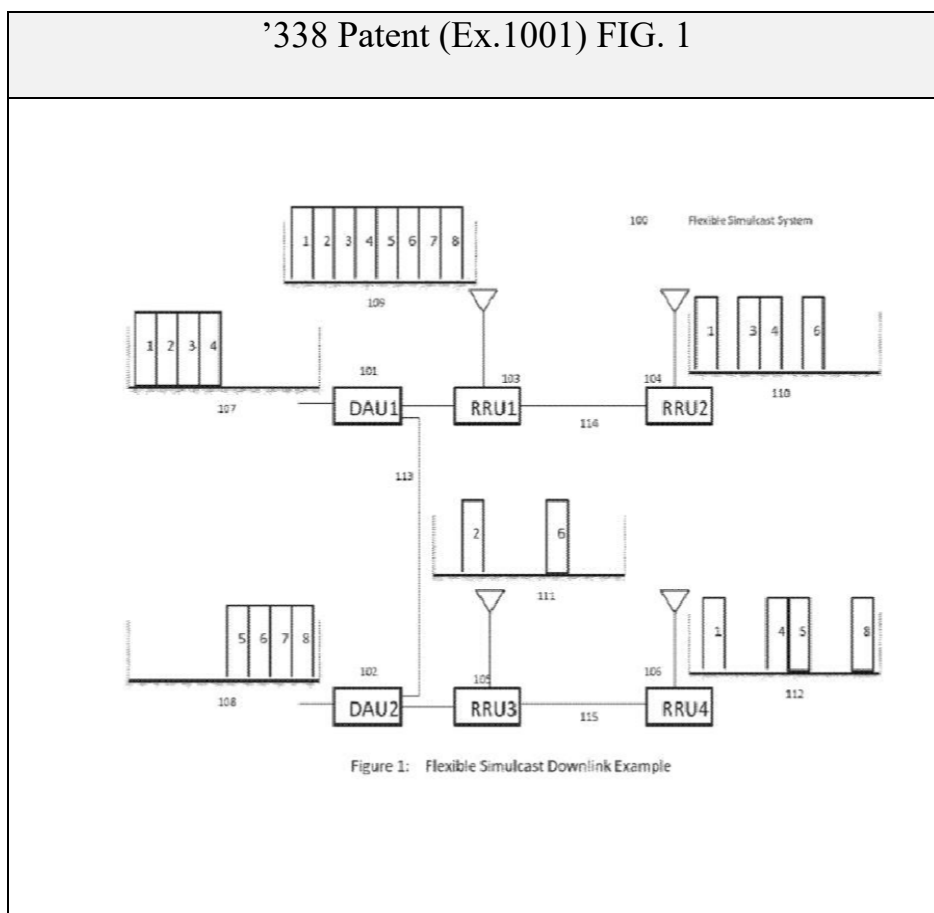 ’338 Patent (Ex.1001) FIG. 1
100 Flexible Simulcast System
1 2 3 4 5 6 7 8
109
1 2 3 4
107
101
DAU1
103
RRU1
114
104
RRU2
1 3 4 6
110
113
2 6
111
5 6 7 8
108
102
DAU2
105
RRU3
115
106
RRU4
1 4 5 8
112
Figure 1: Flexible Simulcast Downlink Example